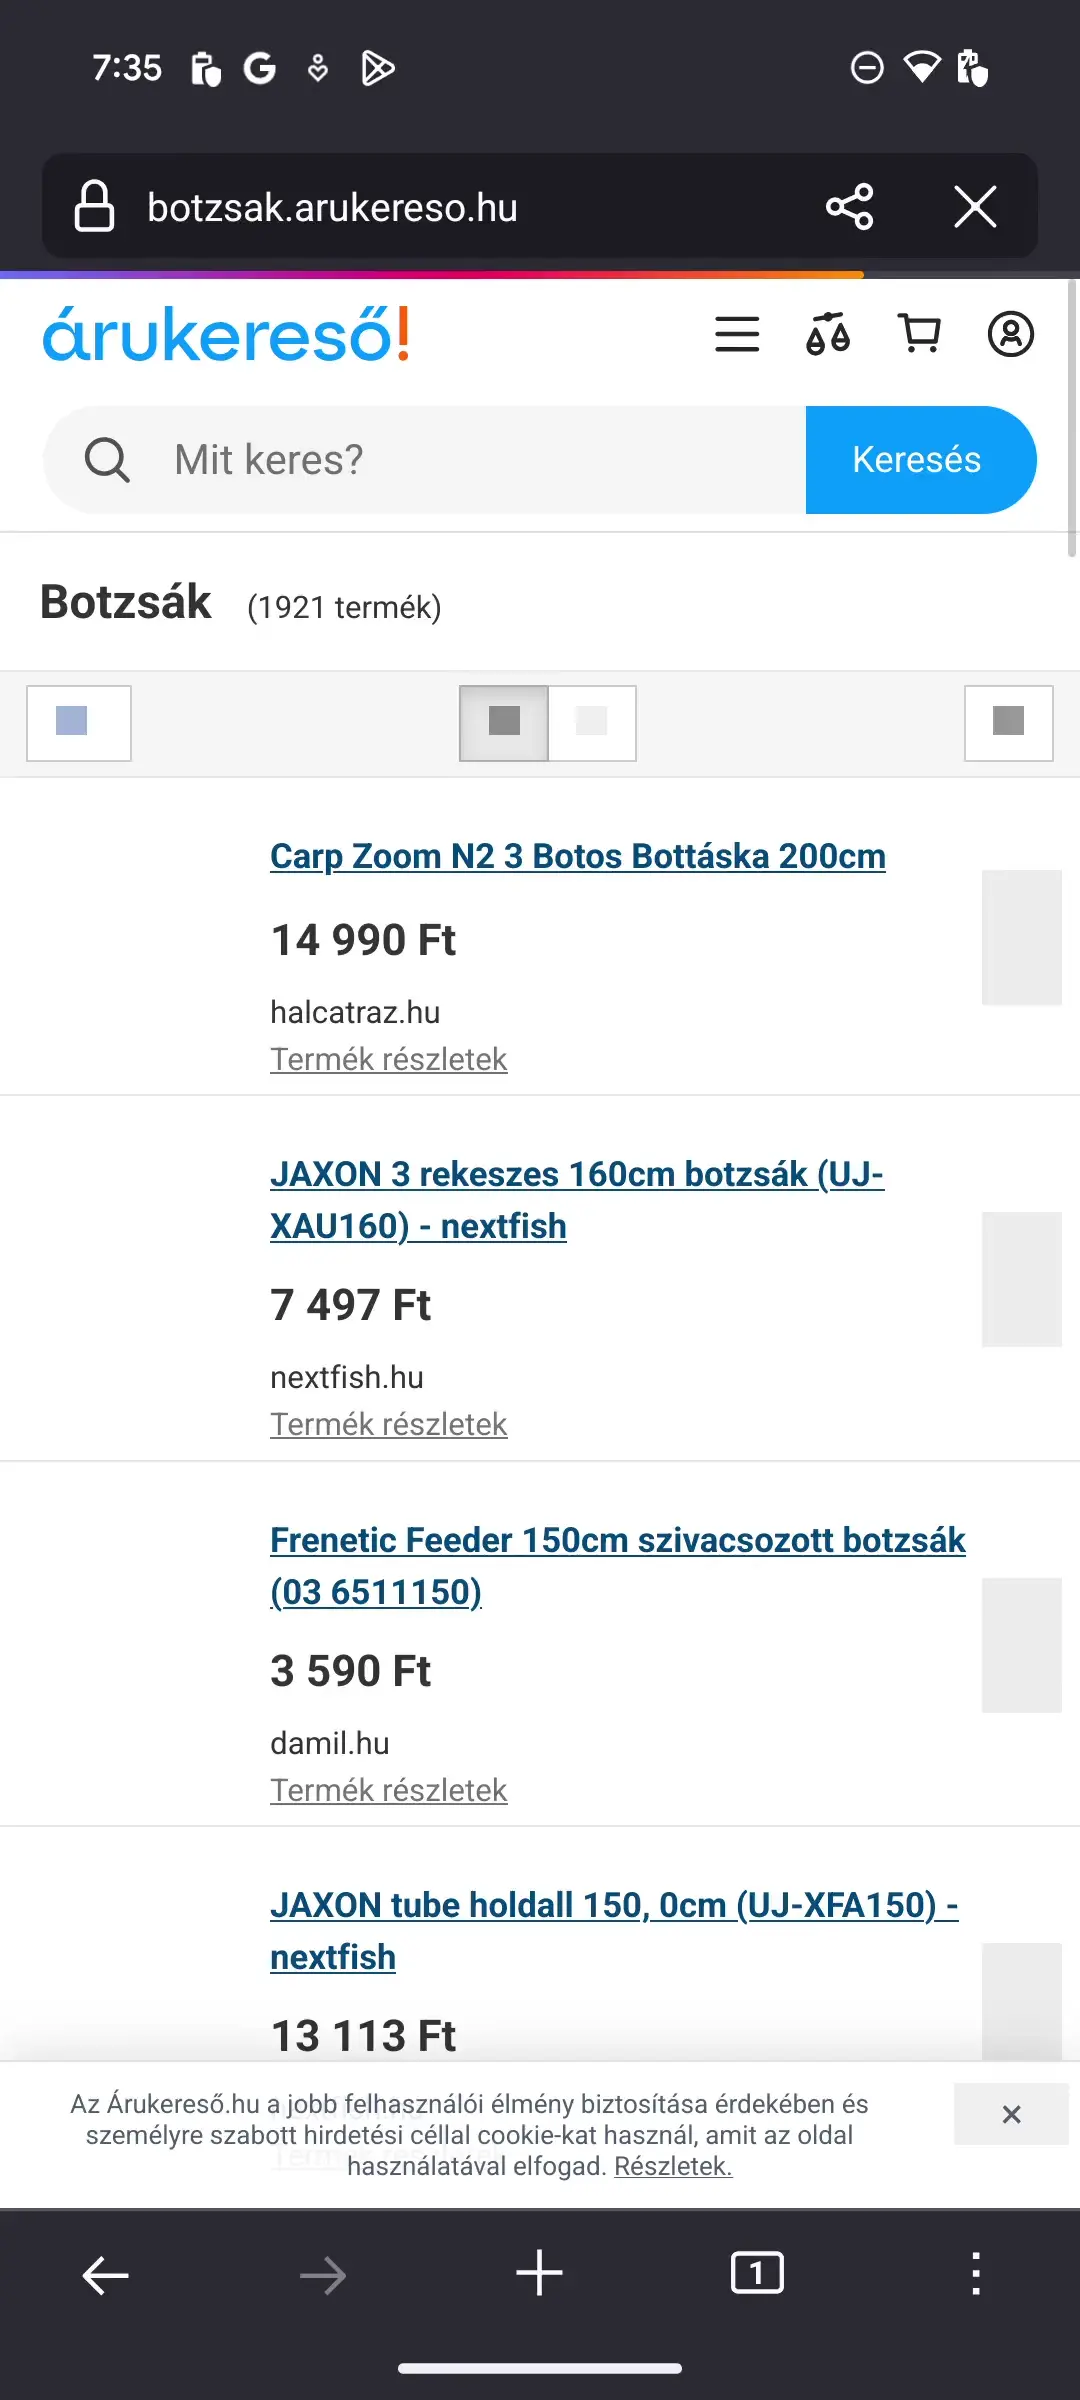 7:35
botzsak.arukereso.hu
árukereső!
Mit keres?
Keresés
Botzsák (1921 termék)
Carp Zoom N2 3 Botos Bottáska 200cm
14 990 Ft
halcatraz.hu
Termék részletek
JAXON 3 rekeszes 160cm botzsák (UJ-
XAU160) - nextfish
7 497 Ft
nextfish.hu
Termék részletek
Frenetic Feeder 150cm szivacsozott botzsák
(03 6511150)
3 590 Ft
damil.hu
Termék részletek
JAXON tube holdall 150, 0cm (UJ-XFA150) -
nextfish
13 113 Ft
Az Árukereső.hu a jobb felhasználói élmény biztosítása érdekében és
személyre szabott hirdetési céllal cookie-kat használ, amit az oldal
használatával elfogad. Részletek.
1